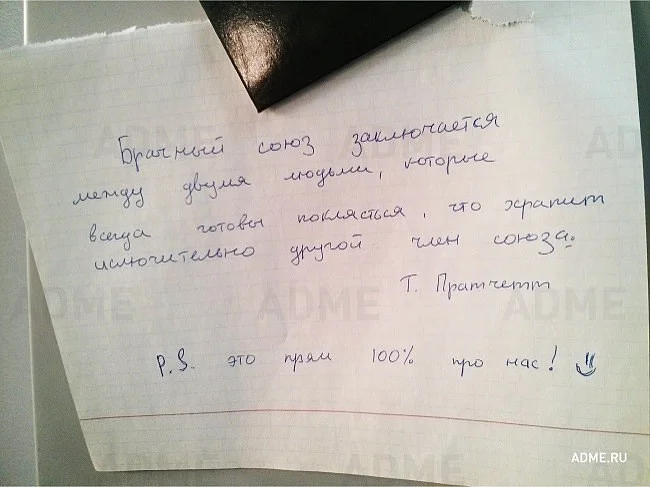 Брачный союз заключается
между двумя людьми, которые
всегда готовы поклясться, что храпит
исключительно другой член союза.
Т. Пратчетт
P.S. это прям 100% про нас!
ADME.RU